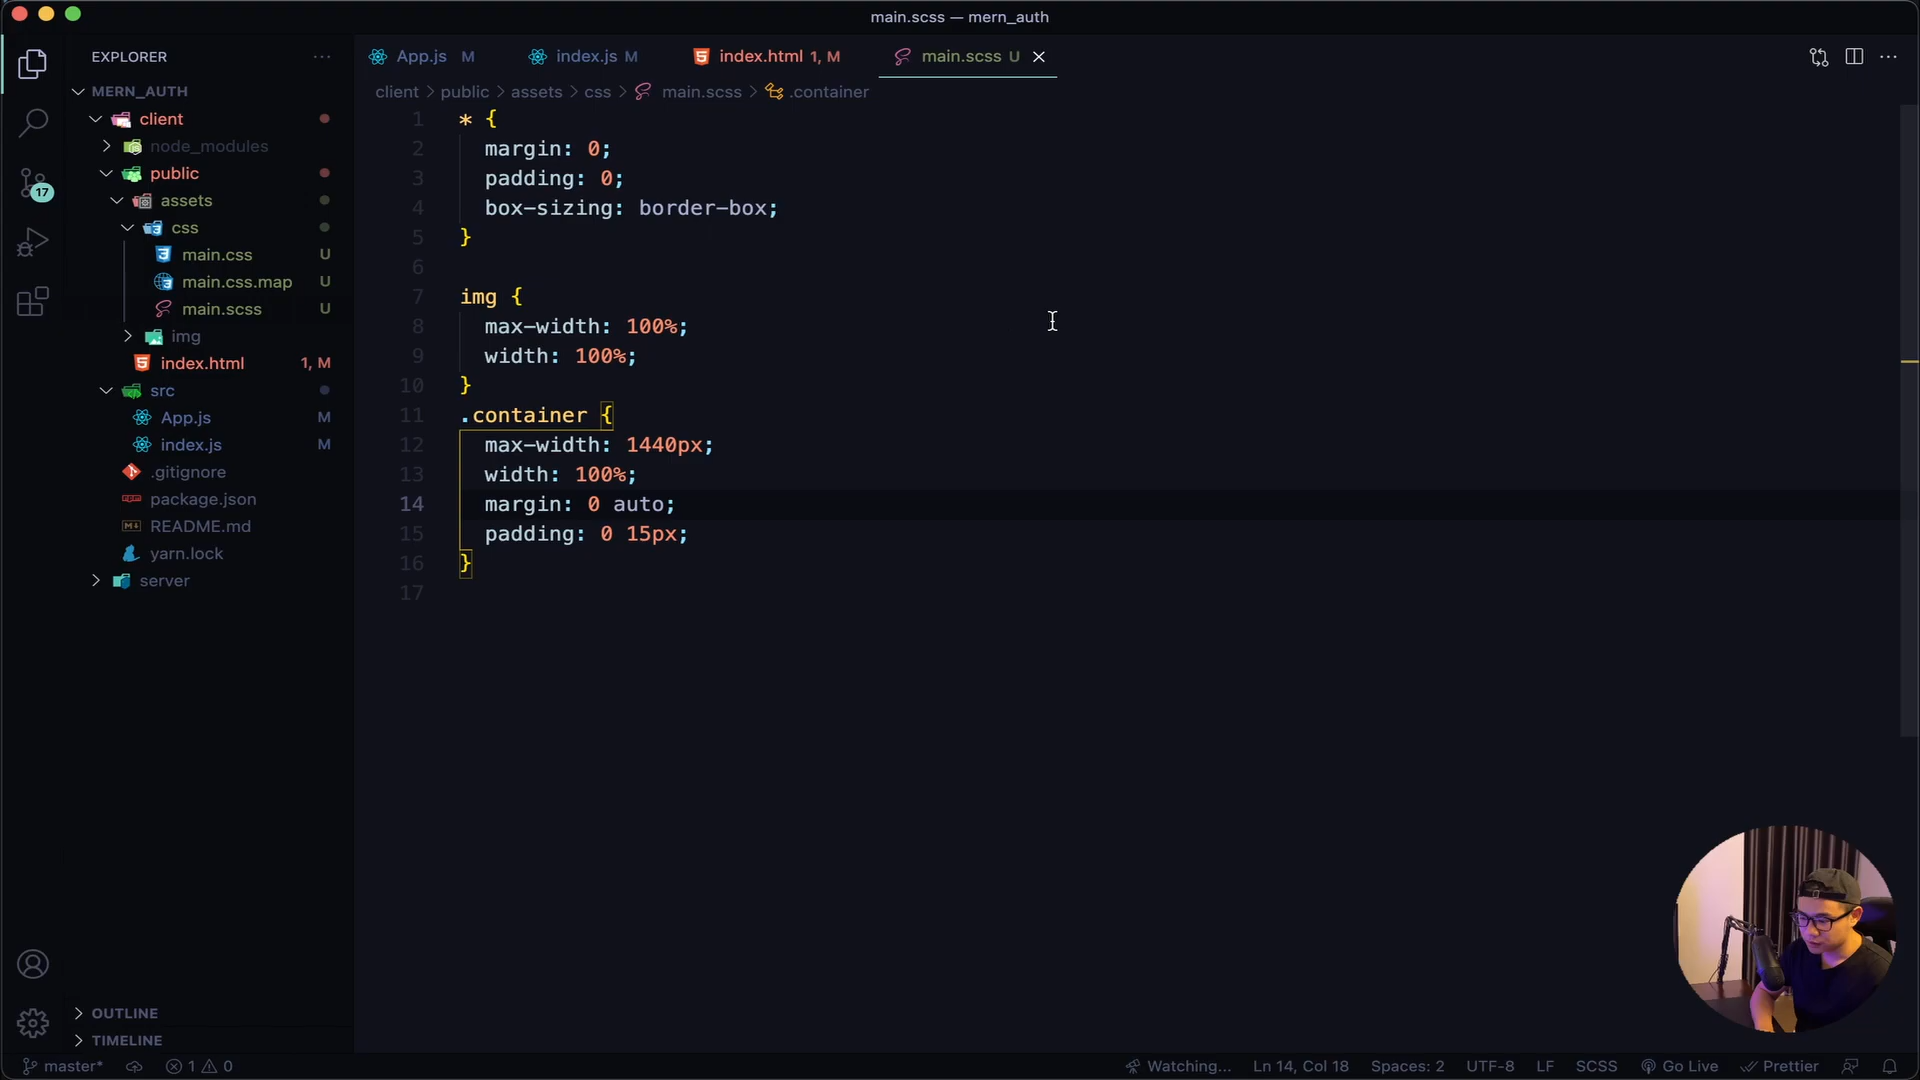 main.scss — mern_auth
EXPLORER
App.js M
index.js M
index.html 1, M
main.scss U
MERN_AUTH
client > public > assets > css > main.scss > .container
client
node_modules
public
assets
css
main.css U
main.css.map U
main.scss U
img
index.html 1, M
src
App.js M
index.js M
.gitignore
package.json
README.md
yarn.lock
server
17
1 * {
2 margin: 0;
3 padding: 0;
4 box-sizing: border-box;
5 }
6
7 img {
8 max-width: 100%;
9 width: 100%;
10 }
11 .container {
12 max-width: 1440px;
13 width: 100%;
14 margin: 0 auto;
15 padding: 0 15px;
16 }
17
OUTLINE
TIMELINE
master* 1 0 Watching... Ln 14, Col 18 Spaces: 2 UTF-8 LF SCSS Go Live Prettier